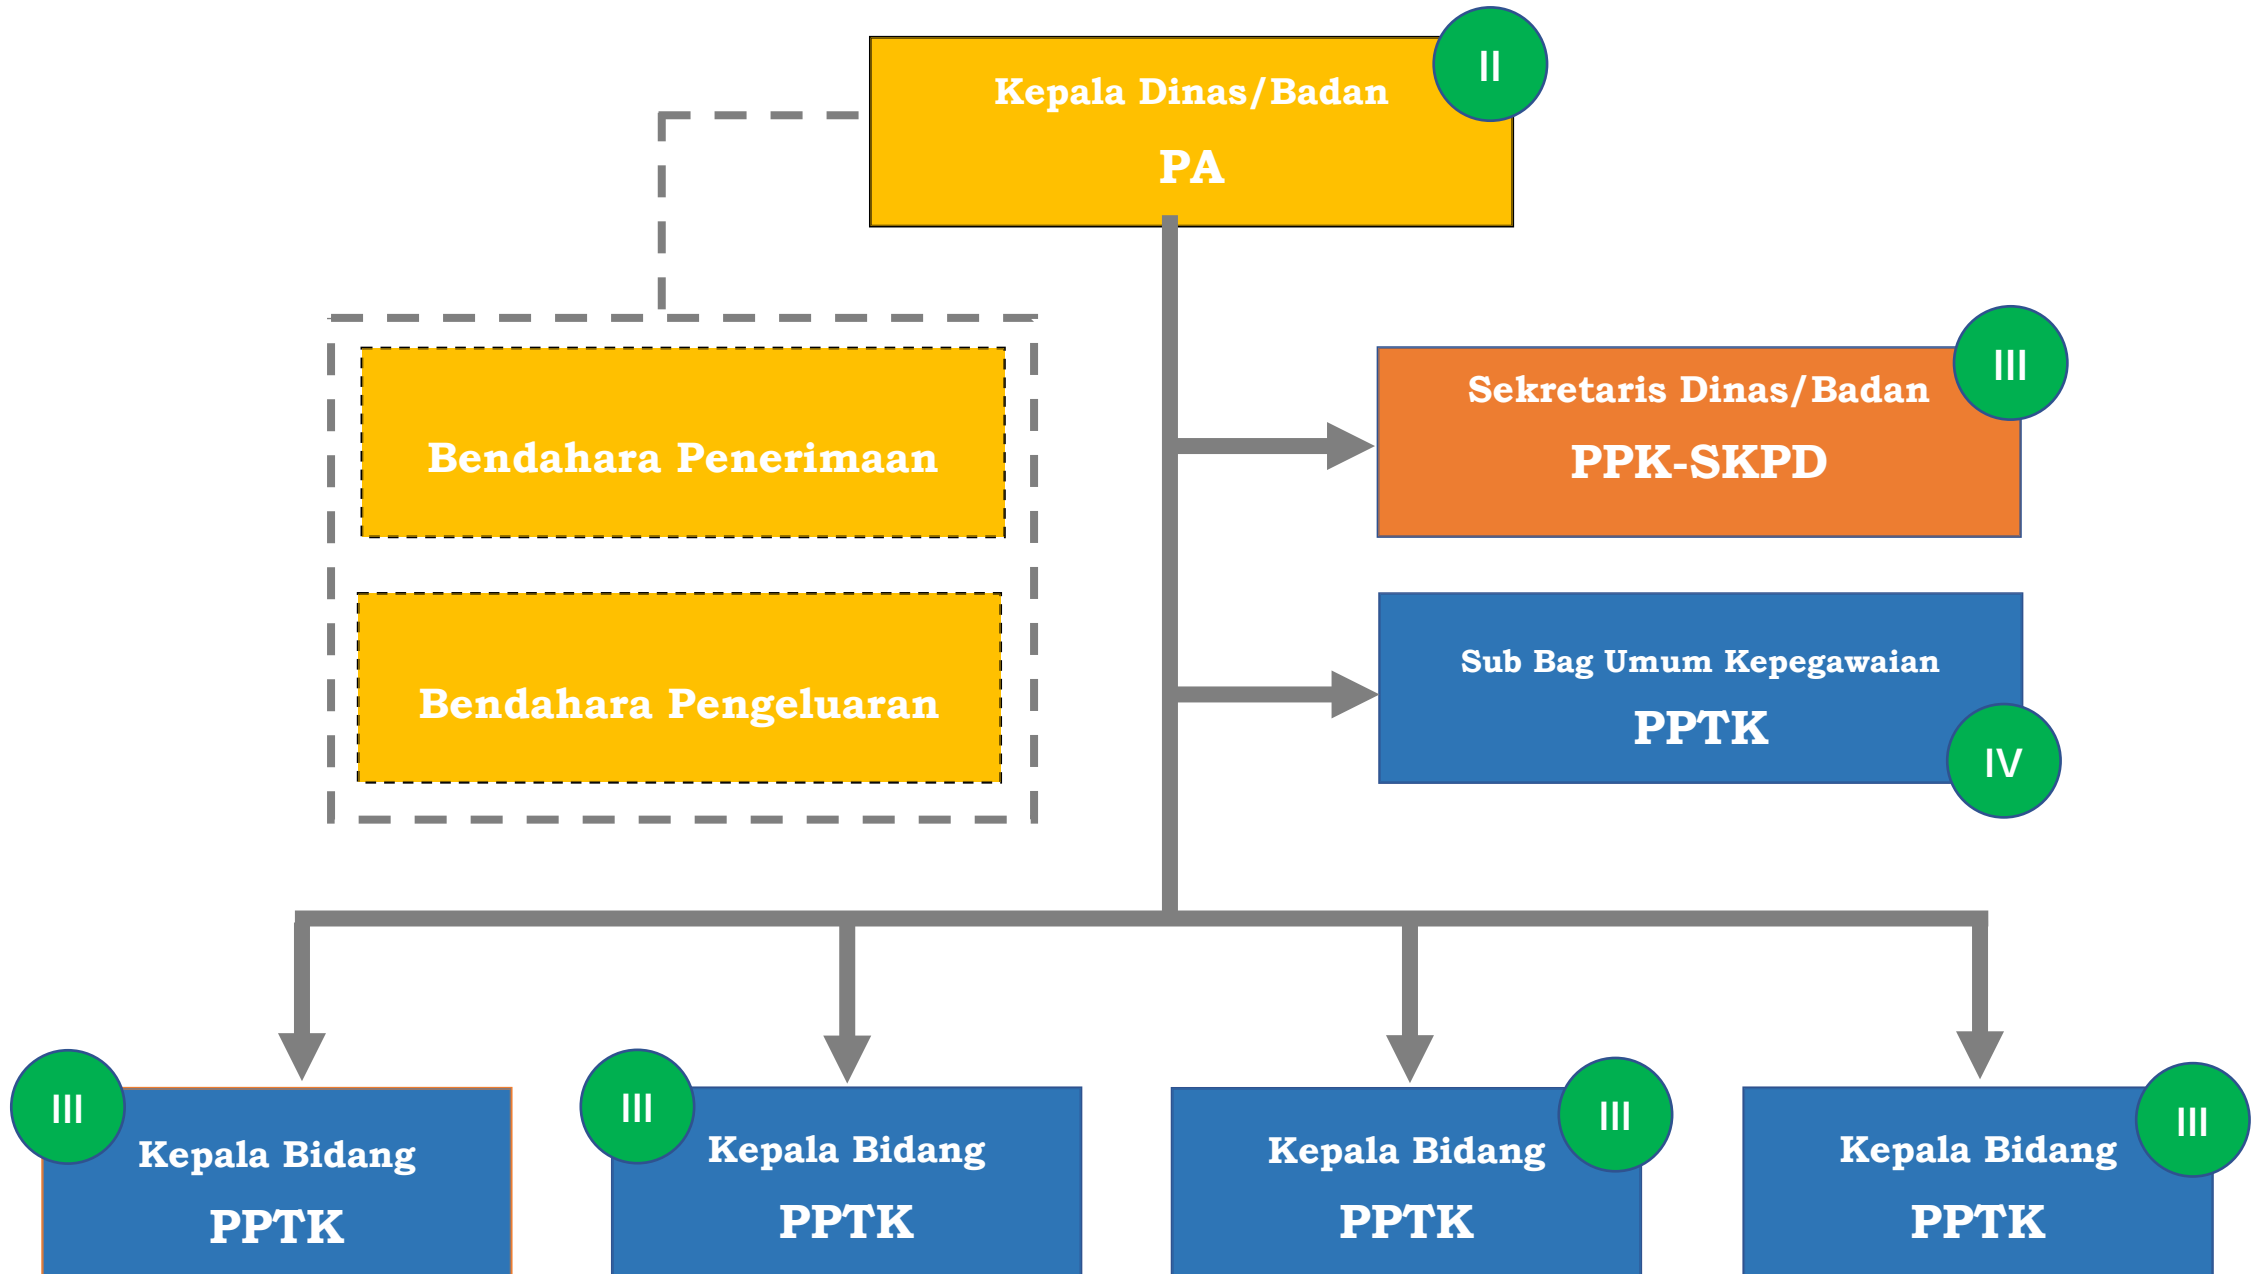 II
Kepala Dinas/Badan
PA
III
Sekretaris Dinas/Badan
PPK-SKPD
Bendahara Penerimaan
Sub Bag Umum Kepegawaian
PPTK
IV
Bendahara Pengeluaran
III
Kepala Bidang
PPTK
III
Kepala Bidang
PPTK
III
Kepala Bidang
PPTK
III
Kepala Bidang
PPTK